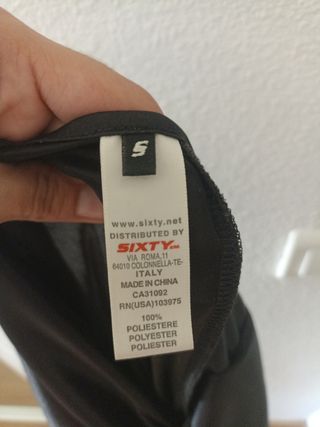 S
www.sixty.net
DISTRIBUTED BY
SIXTY
VIA ROMA,11
64010 COLONNELLA-TE-
ITALY
MADE IN CHINA
CA31092
RN(USA)103975
100%
POLIESTERE
POLYESTER
POLIESTER